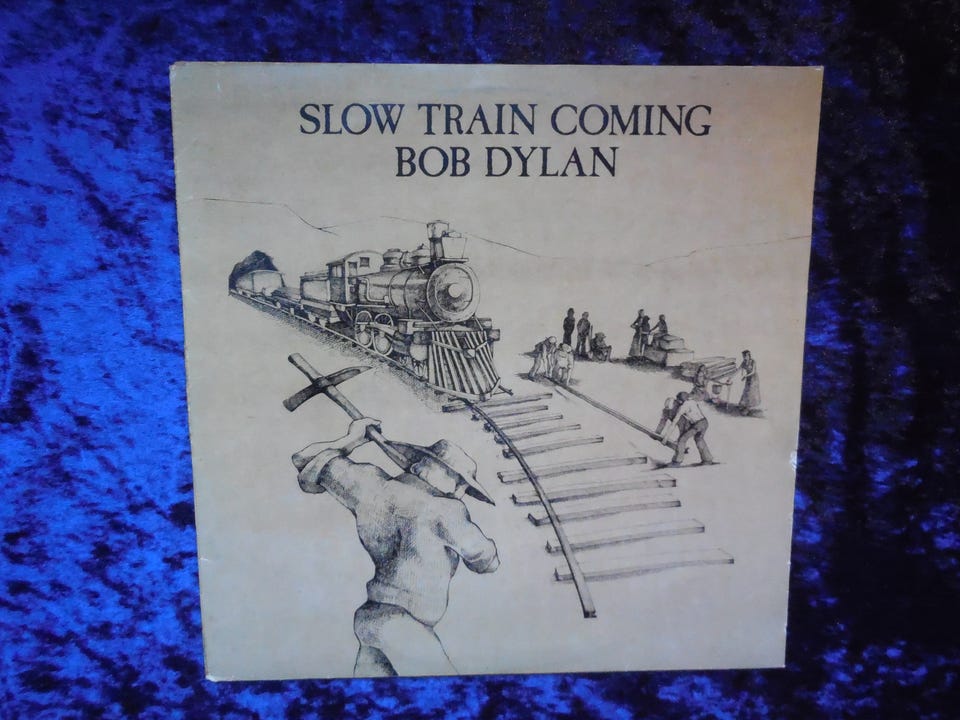 SLOW TRAIN COMING
BOB DYLAN